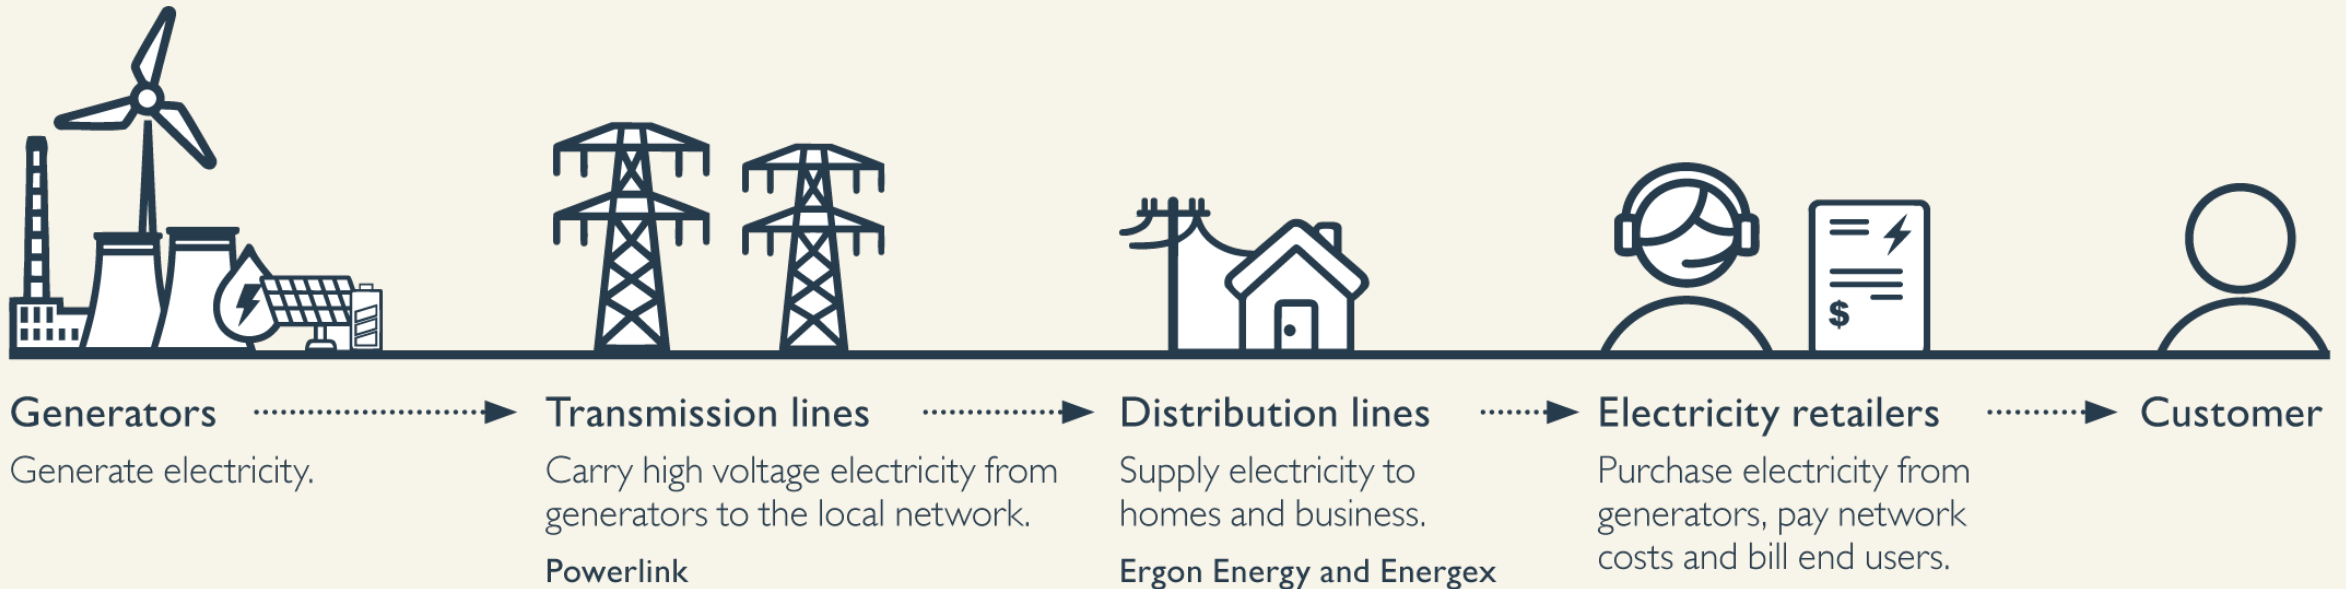 Generators
Generate electricity.
Transmission lines
Carry high voltage electricity from
generators to the local network.
Powerlink
Distribution lines
Supply electricity to
homes and business.
Ergon Energy and Energex
$
Electricity retailers
Purchase electricity from
generators, pay network
costs and bill end users.
Customer